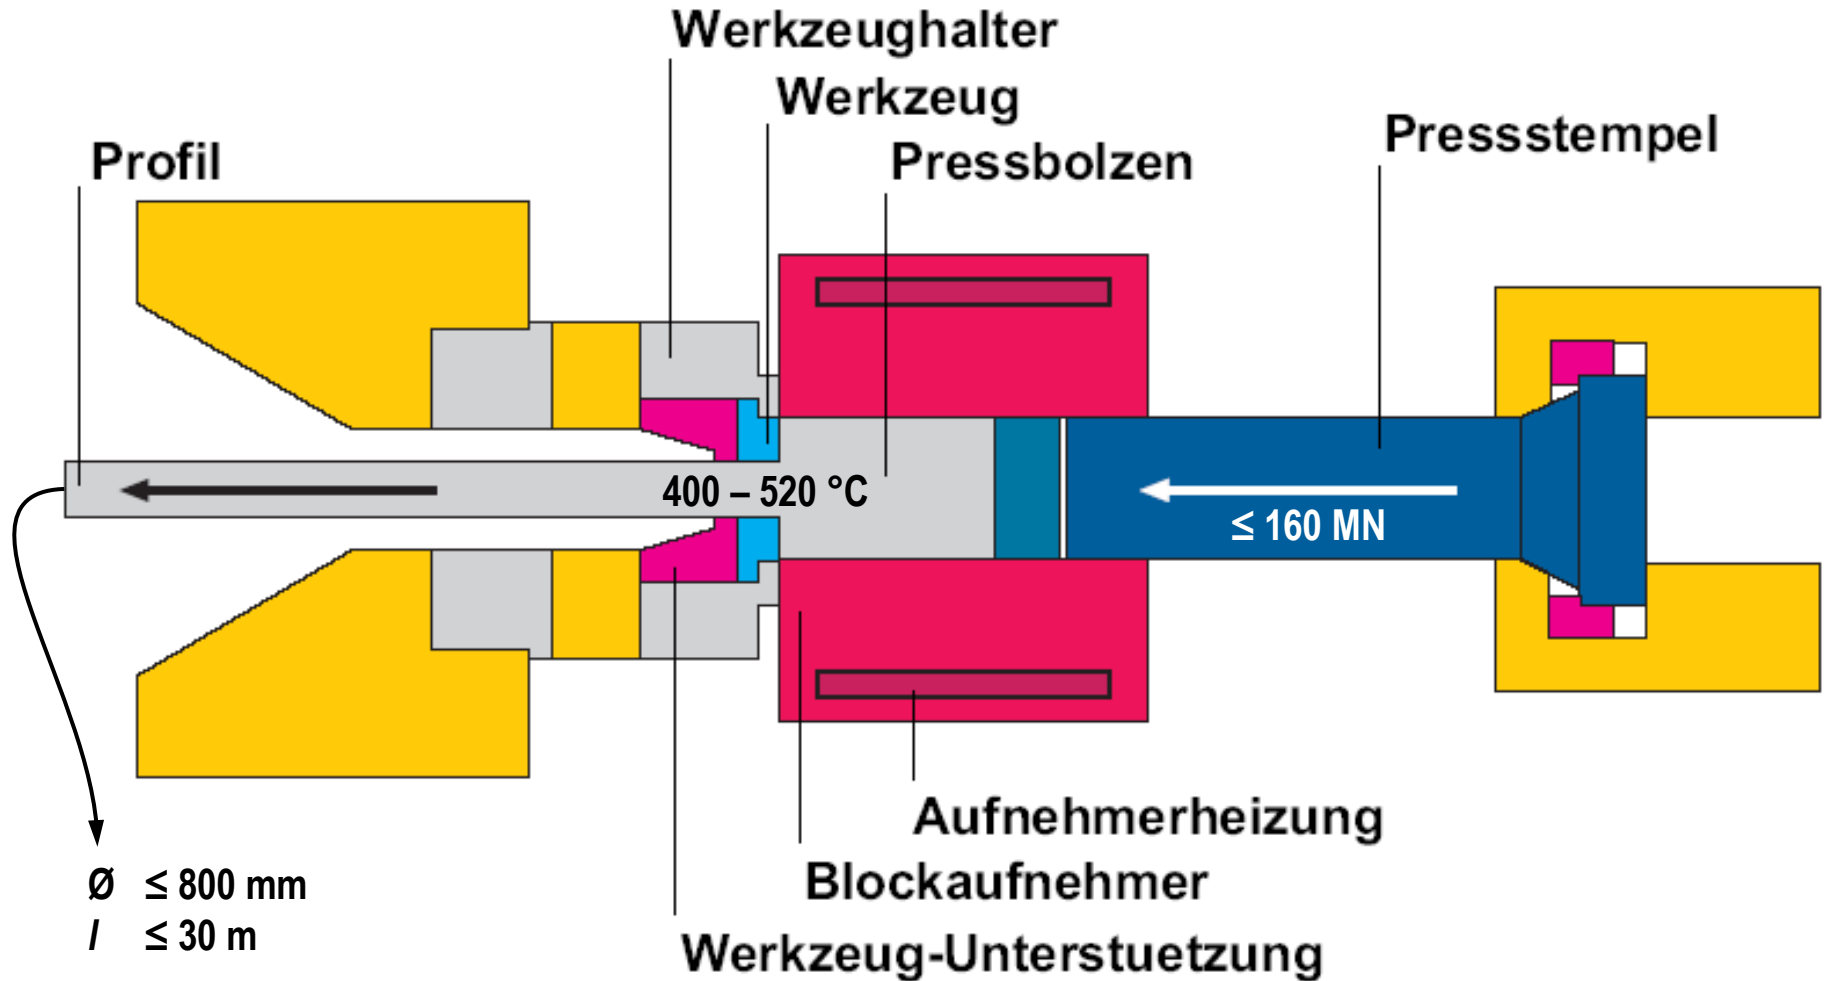 Werkzeughalter
Werkzeug
Pressstempel
Profil
Pressbolzen
400 – 520 °C
≤ 160 MN
Aufnehmerheizung
Blockaufnehmer
Ø ≤ 800 mm
l ≤ 30 m
Werkzeug-Unterstuetzung